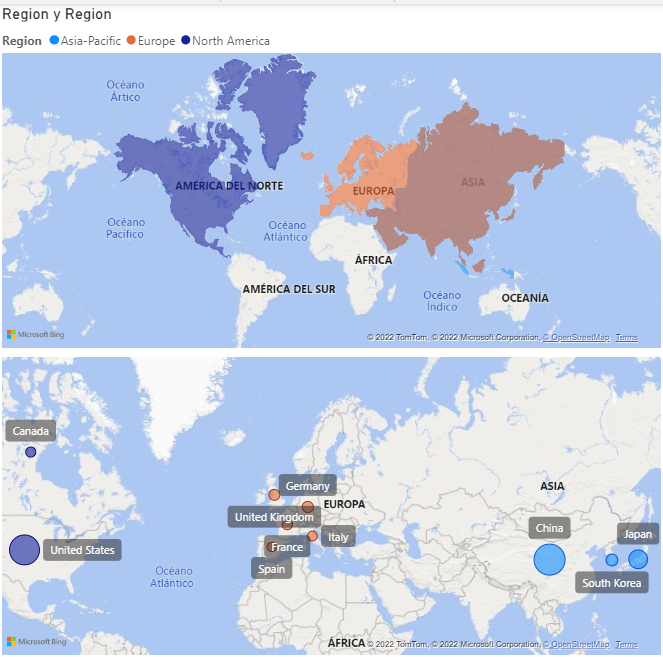 Region y Region
Region Asia-Pacific Europe North America
Océano
Ártico
AMÉRICA DEL NORTE
EUROPA
ASIA
Océano
Pacífico
Océano
Atlántico
ÁFRICA
AMÉRICA DEL SUR
Océano
Índico
OCEANÍA
Microsoft Bing
© 2022 TomTom, © 2022 Microsoft Corporation, © OpenStreetMap Terms
Canada
Germany
ASIA
EUROPA
United Kingdom
China
Japan
United States
France
Italy
Spain
South Korea
Océano
Atlántico
Microsoft Bing
ÁFRICA
© 2022 TomTom, © 2022 Microsoft Corporation, © OpenStreetMap Terms